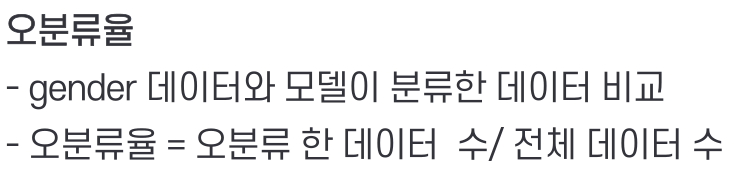 오분류율
- gender 데이터와 모델이 분류한 데이터 비교
- 오분류율 = 오분류 한 데이터  수/ 전체 데이터 수